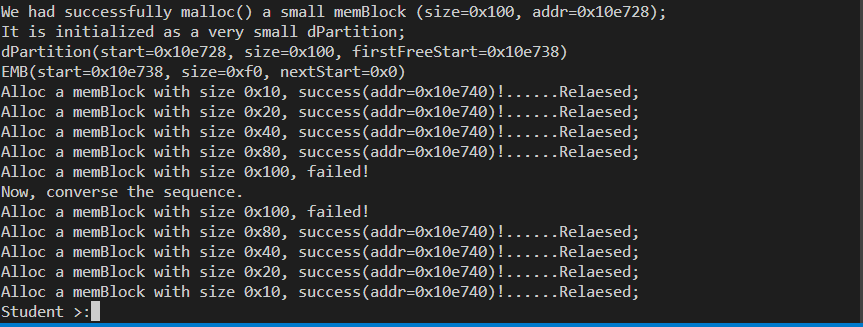 We had successfully malloc() a small memBlock (size=0x100, addr=0x10e728);
It is initialized as a very small dPartition;
dPartition(start=0x10e728, size=0x100, firstFreeStart=0x10e738)
EMB(start=0x10e738, size=0xf0, nextStart=0x0)
Alloc a memBlock with size 0x10, success(addr=0x10e740)!......Relaesed;
Alloc a memBlock with size 0x20, success(addr=0x10e740)!......Relaesed;
Alloc a memBlock with size 0x40, success(addr=0x10e740)!......Relaesed;
Alloc a memBlock with size 0x80, success(addr=0x10e740)!......Relaesed;
Alloc a memBlock with size 0x100, failed!
Now, converse the sequence.
Alloc a memBlock with size 0x100, failed!
Alloc a memBlock with size 0x80, success(addr=0x10e740)!......Relaesed;
Alloc a memBlock with size 0x40, success(addr=0x10e740)!......Relaesed;
Alloc a memBlock with size 0x20, success(addr=0x10e740)!......Relaesed;
Alloc a memBlock with size 0x10, success(addr=0x10e740)!......Relaesed;
Student >: